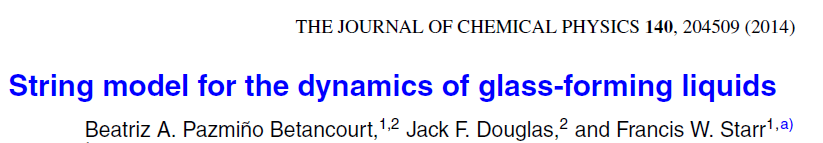 THE JOURNAL OF CHEMICAL PHYSICS 140, 204509 (2014)
String model for the dynamics of glass-forming liquids
Beatriz A. Pazmiño Betancourt,1,2 Jack F. Douglas,2 and Francis W. Starr1,a)